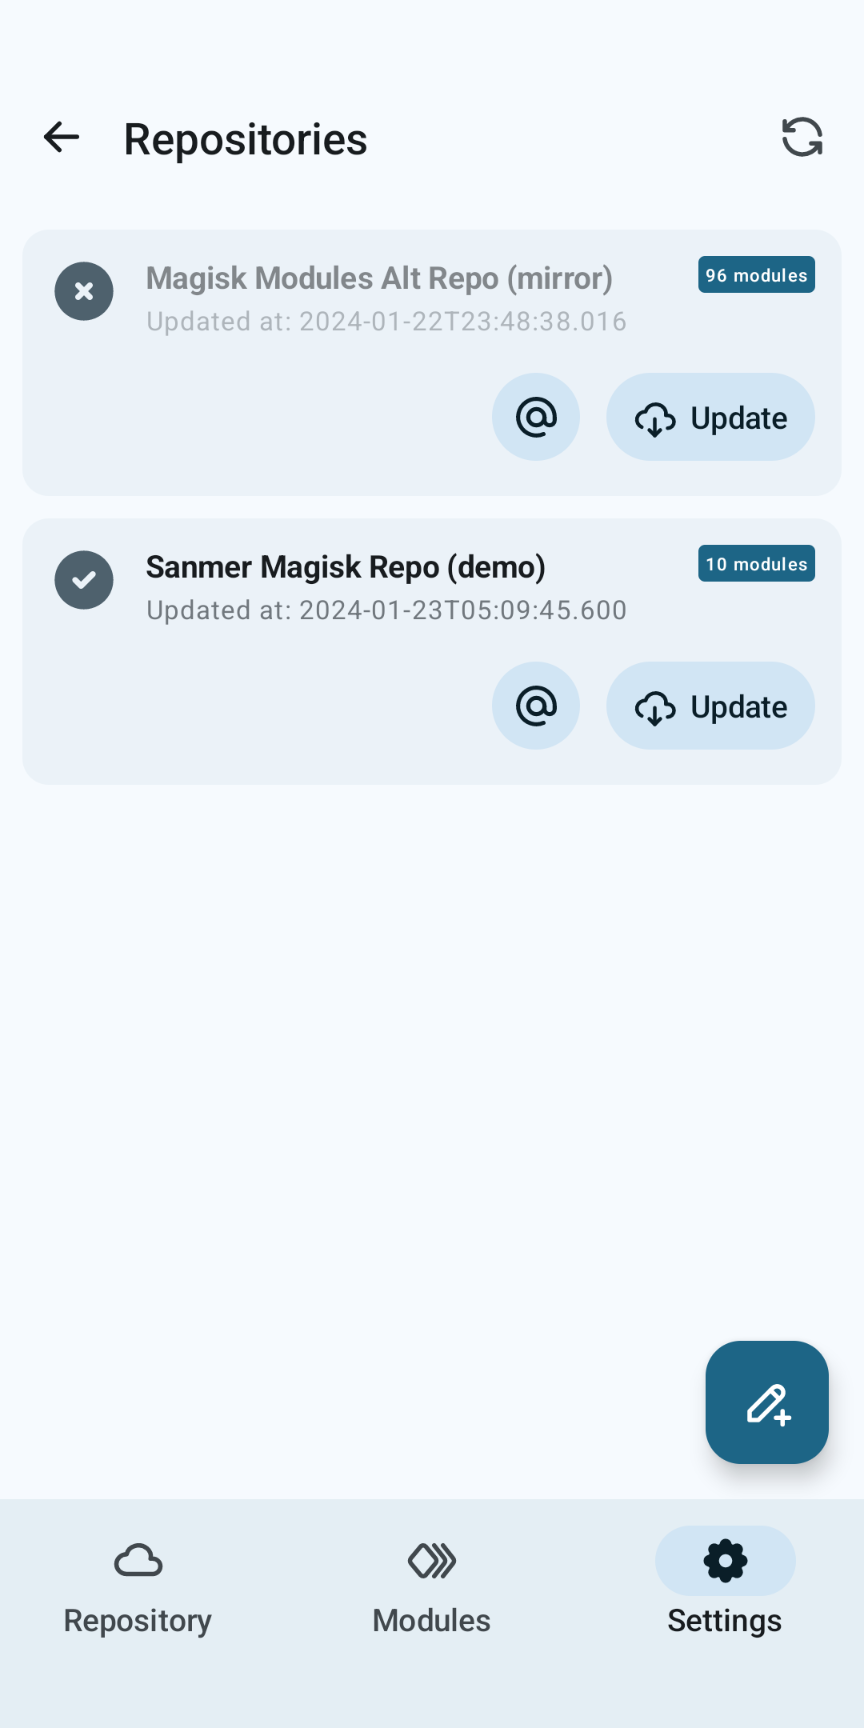 Repositories
Magisk Modules Alt Repo (mirror)
96 modules
Updated at: 2024-01-22T23:48:38.016
Update
Sanmer Magisk Repo (demo)
10 modules
Updated at: 2024-01-23T05:09:45.600
Update
Repository
Modules
Settings